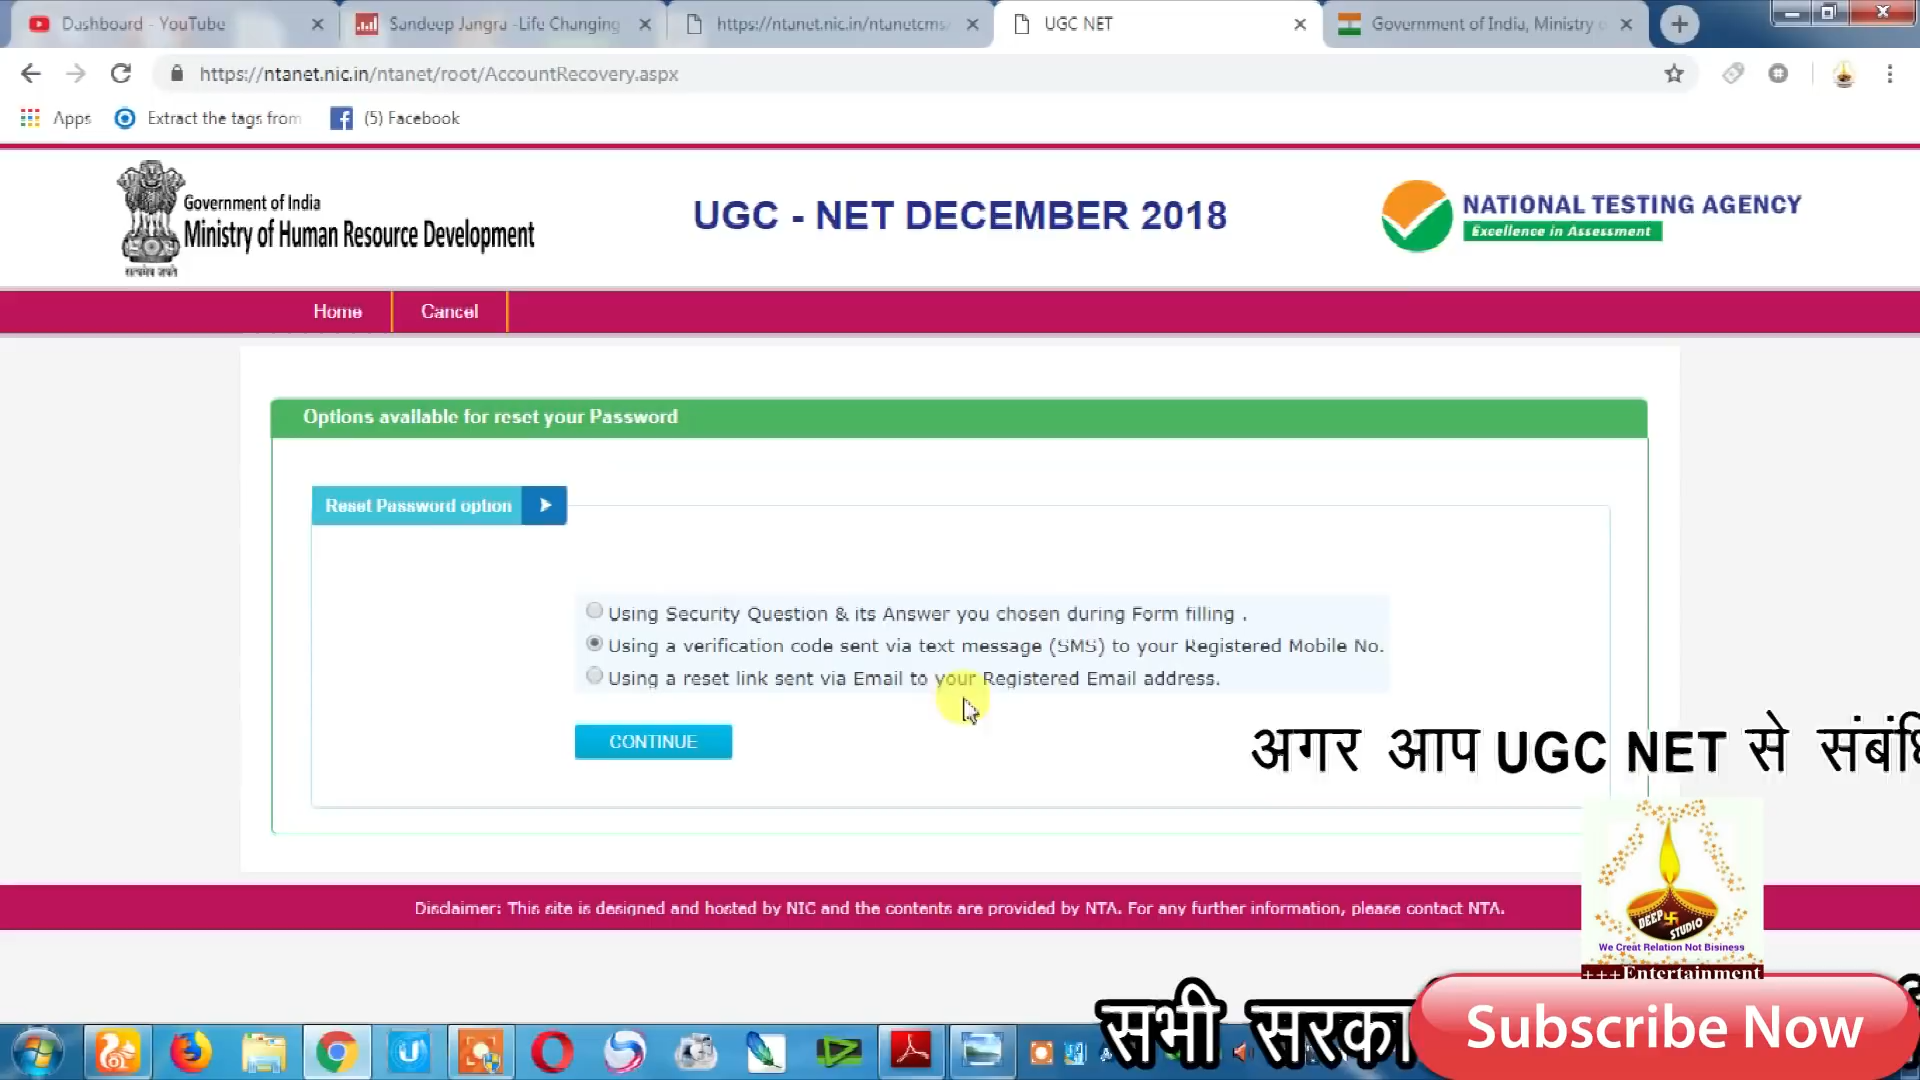 Dashboard - YouTube
Sandeep Jangra -Life Changing
https://ntanet.nic.in/ntanetcms
UGC NET
Government of India, Ministry o
https://ntanet.nic.in/ntanet/root/AccountRecovery.aspx
Apps
Extract the tags from
(5) Facebook
Government of India
Ministry of Human Resource Development
सत्यमेव जयते
UGC - NET DECEMBER 2018
NATIONAL TESTING AGENCY
Excellence in Assessment
Home
Cancel
Options available for reset your Password
Reset Password option
Using Security Question & its Answer you chosen during Form filling .
Using a verification code sent via text message (SMS) to your Registered Mobile No.
Using a reset link sent via Email to your Registered Email address.
CONTINUE
अगर आप UGC NET से संबंधि
Disclaimer: This site is designed and hosted by NIC and the contents are provided by NTA. For any further information, please contact NTA.
DEEP STUDIO
We Creat Relation Not Bisiness
+++Entertainment
सभी सरका
Subscribe Now